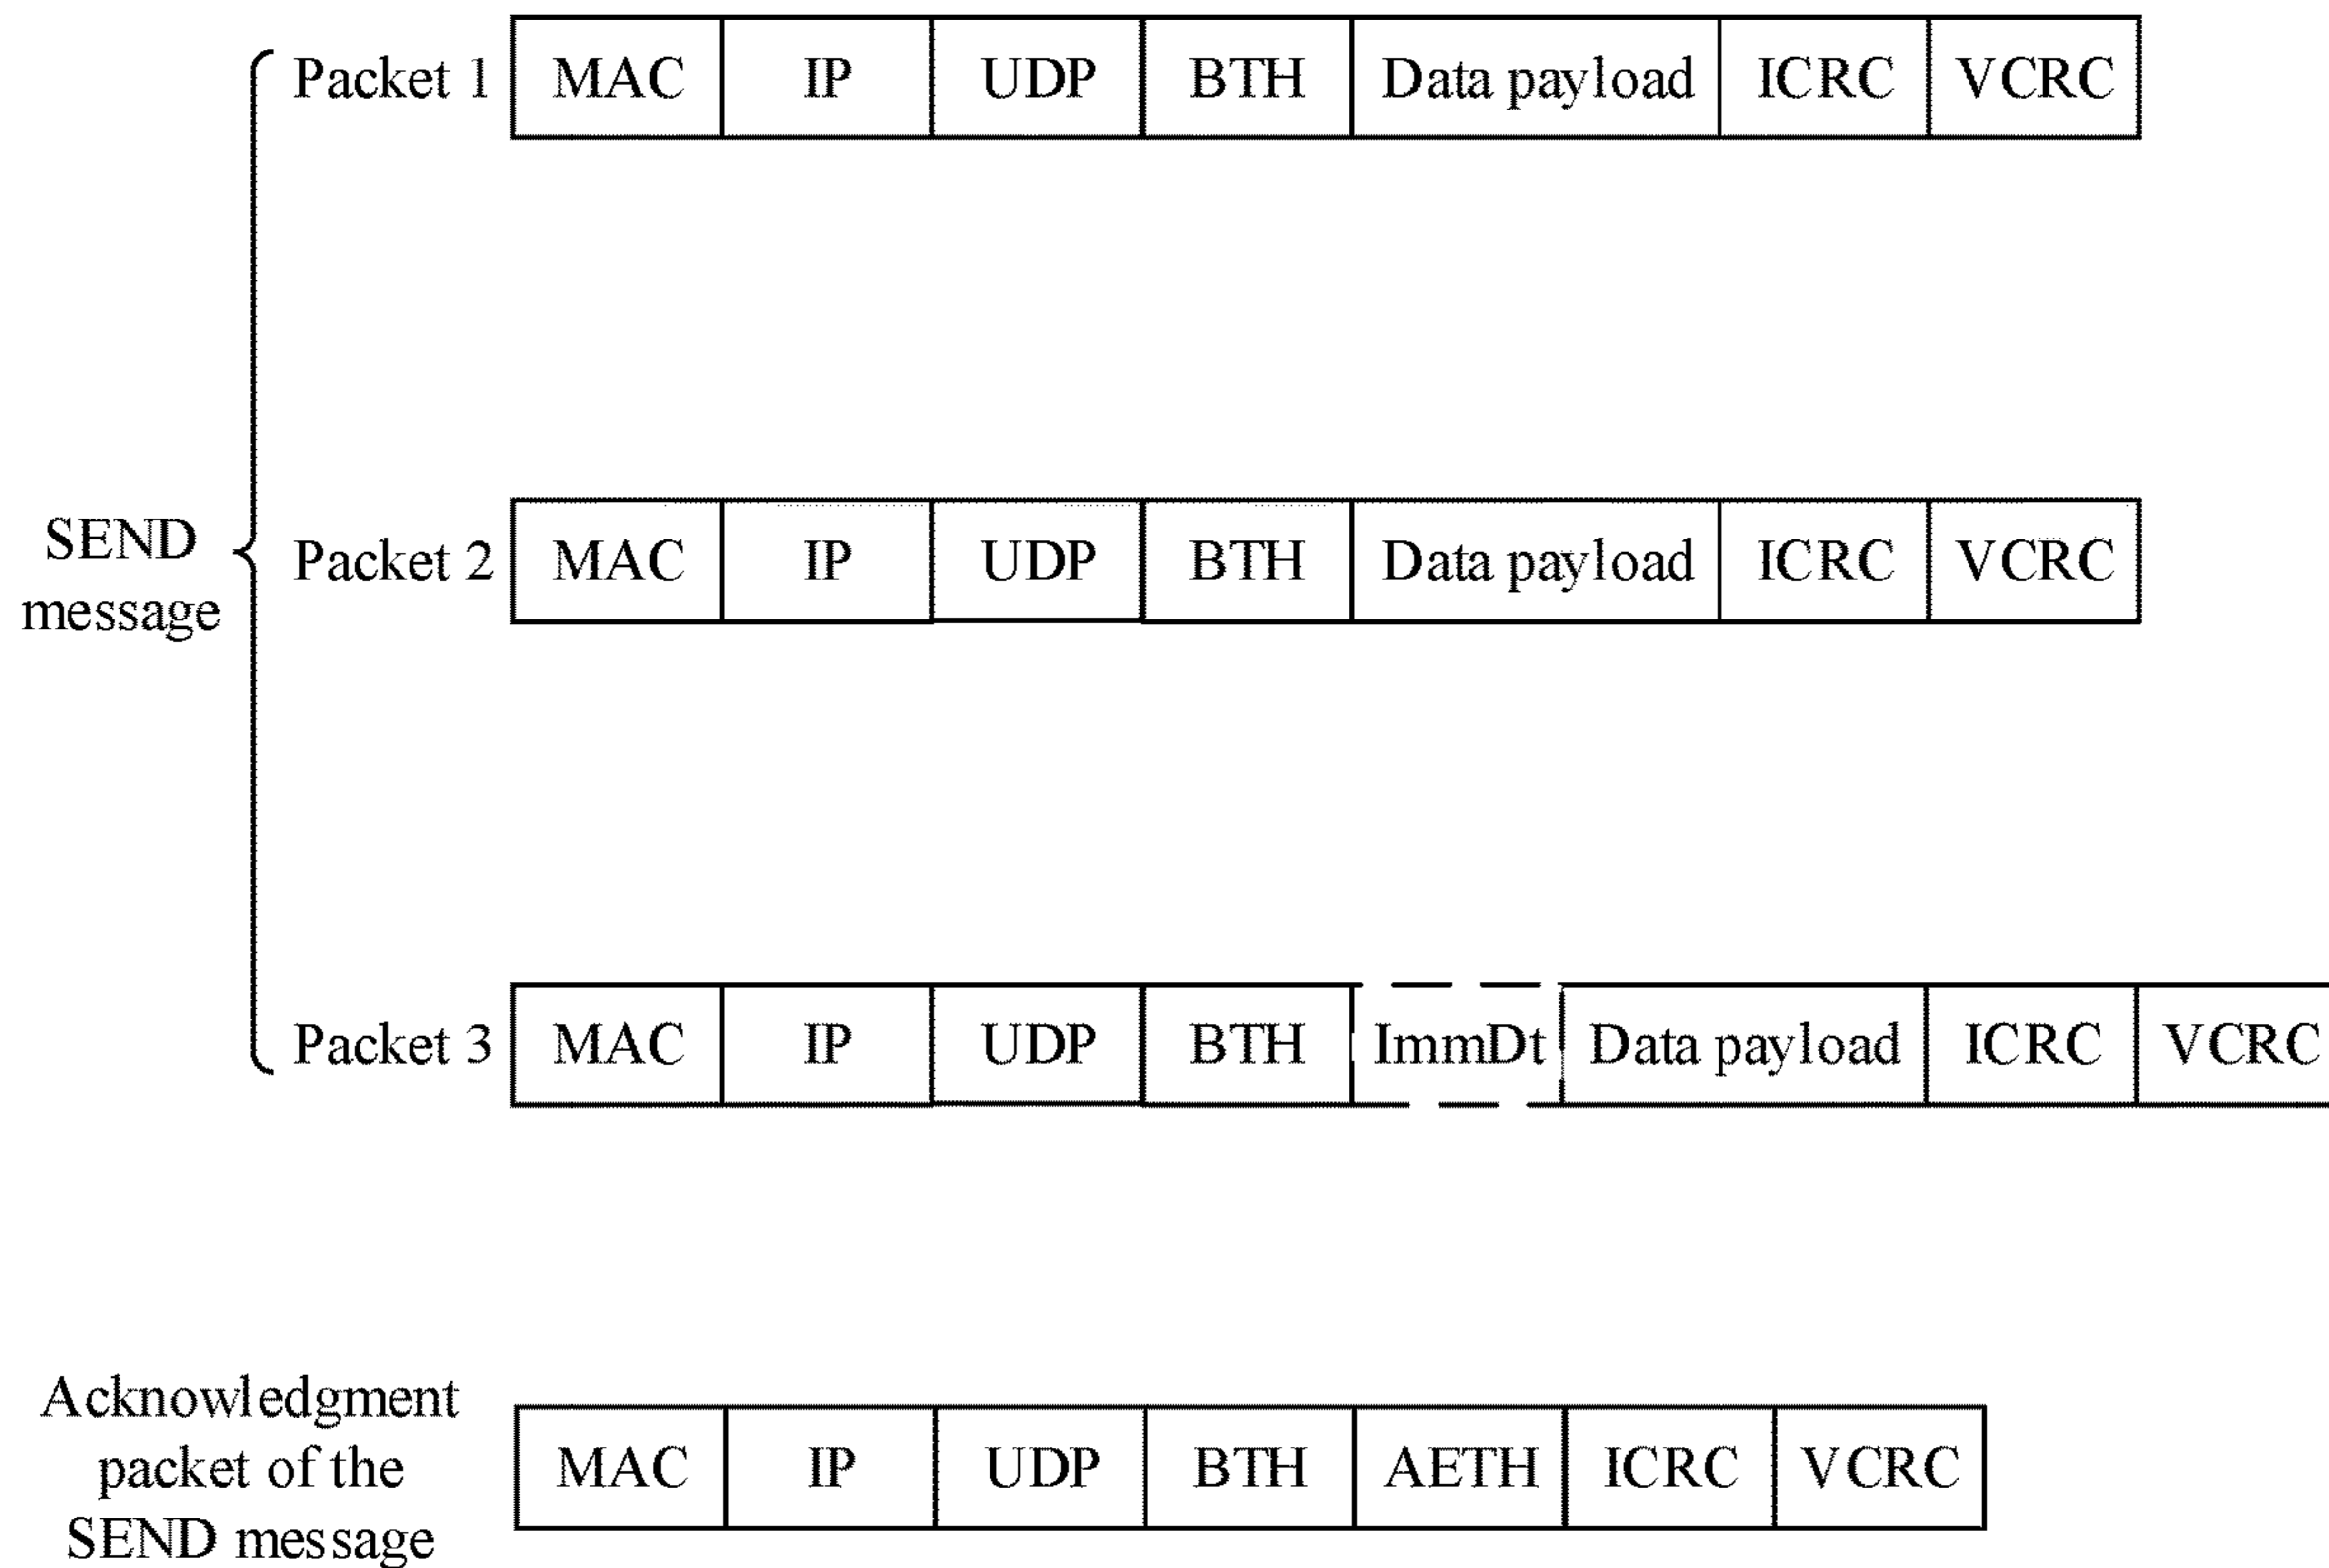 Packet 1 MAC IP UDP BTH Data payload ICRC VCRC
SEND
message
Packet 2 MAC IP UDP BTH Data payload ICRC VCRC
Packet 3 MAC IP UDP BTH ImmDt Data payload ICRC VCRC
Acknowledgment
packet of the
SEND message
MAC IP UDP BTH AETH ICRC VCRC